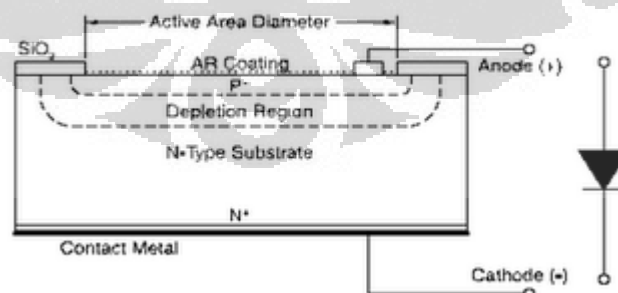 Active Area Diameter
SiO₂
AR Coating
Anode (+)
P-
Depletion Region
N-Type Substrate
N+
Contact Metal
Cathode (-)